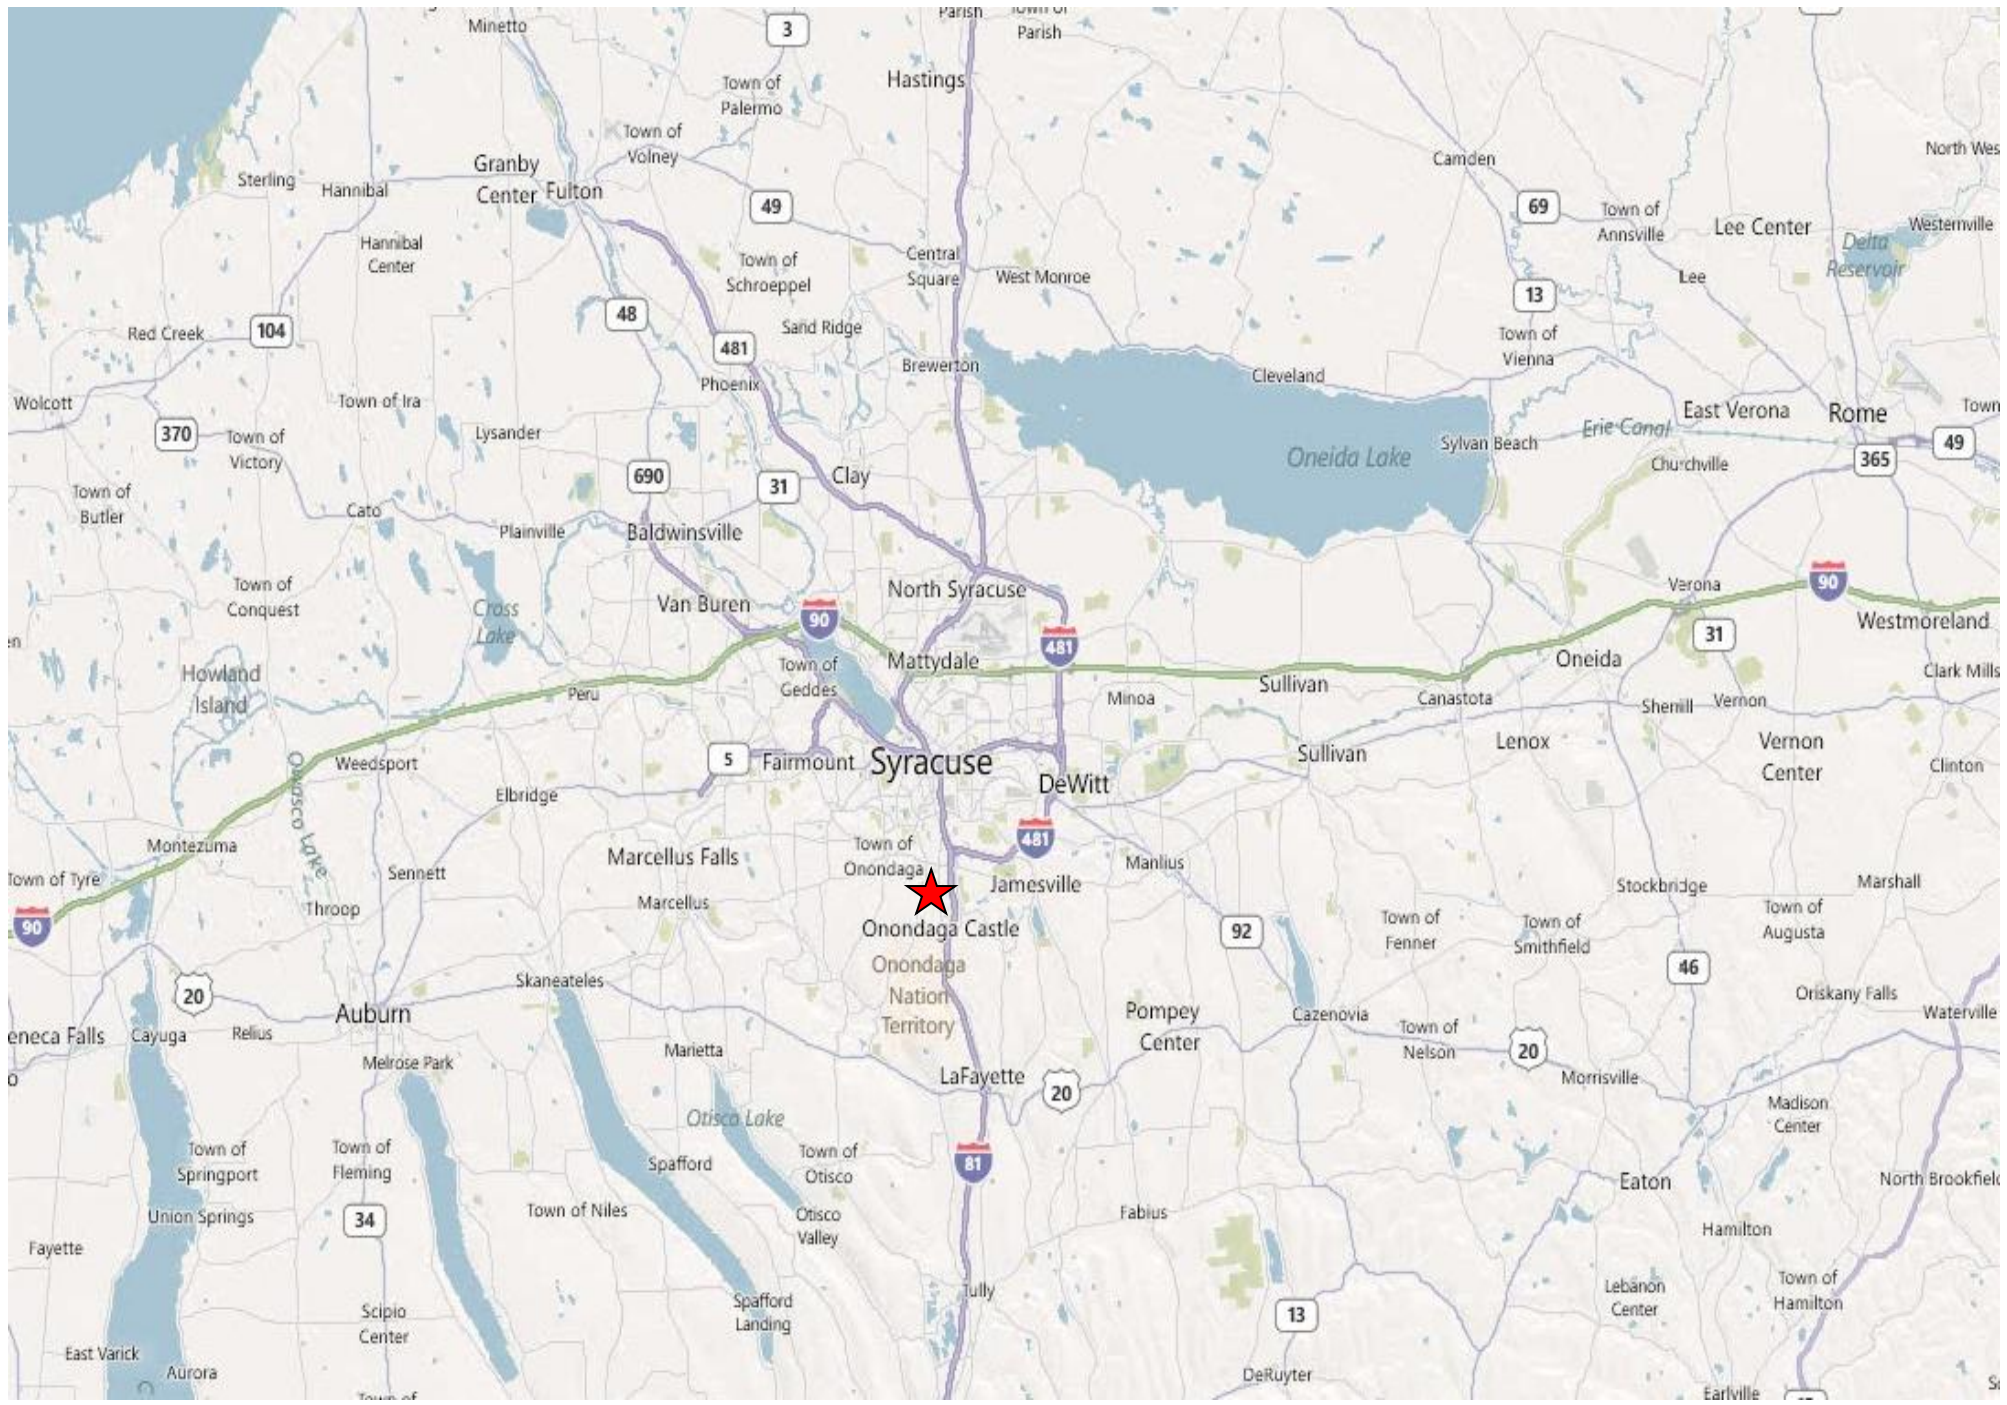 Minetto
3
Parish
Parish
Hastings
Town of
Palermo
Town of
Volney
Granby
Center
Fulton
Sterling
Hannibal
Camden
North Wes
49
69
Town of
Annsville
Lee Center
Westernville
Hannibal
Center
Central
Square
Town of
Schroeppel
West Monroe
Delta
Reservoir
Lee
13
48
Sand Ridge
Red Creek
104
481
Town of
Vienna
Phoenix
Brewerton
Cleveland
Wolcott
Town of Ira
East Verona
Rome
Town
370
Town of
Victory
Lysander
Oneida Lake
Sylvan Beach
Erie Canal
49
365
Churchville
690
31
Clay
Town of
Butler
Cato
Plainville
Baldwinsville
Town of
Conquest
Cross
Lake
Van Buren
North Syracuse
90
Verona
90
Westmoreland
31
en
481
Howland
Island
Town of
Geddes
Mattydale
Peru
Minoa
Sullivan
Oneida
Canastota
Clark Mills
Sherrill
Vernon
Weedsport
5
Fairmount
Syracuse
DeWitt
Sullivan
Lenox
Vernon
Center
Clinton
Owasco Lake
Elbridge
Montezuma
Sennett
Marcellus Falls
Town of
Onondaga
481
Manlius
Jamesville
Town of Tyre
Throop
Marcellus
Stockbridge
Marshall
90
Onondaga Castle
92
Town of
Fenner
Town of
Smithfield
Town of
Augusta
Onondaga
Nation
Territory
46
20
Skaneateles
Auburn
Oriskany Falls
Pompey
Center
Cazenovia
Town of
Nelson
20
Waterville
eneca Falls
Cayuga
Relius
Melrose Park
Marietta
LaFayette
20
Morrisville
Madison
Center
Otisco Lake
Town of
Springport
Town of
Fleming
Spafford
Town of
Otisco
81
Eaton
North Brookfield
Union Springs
34
Town of Niles
Otisco
Valley
Fabius
Hamilton
Fayette
Tully
Spafford
Landing
Scipio
Center
13
Lebanon
Center
Town of
Hamilton
East Varick
Aurora
DeRuyter
Earlville
Town of